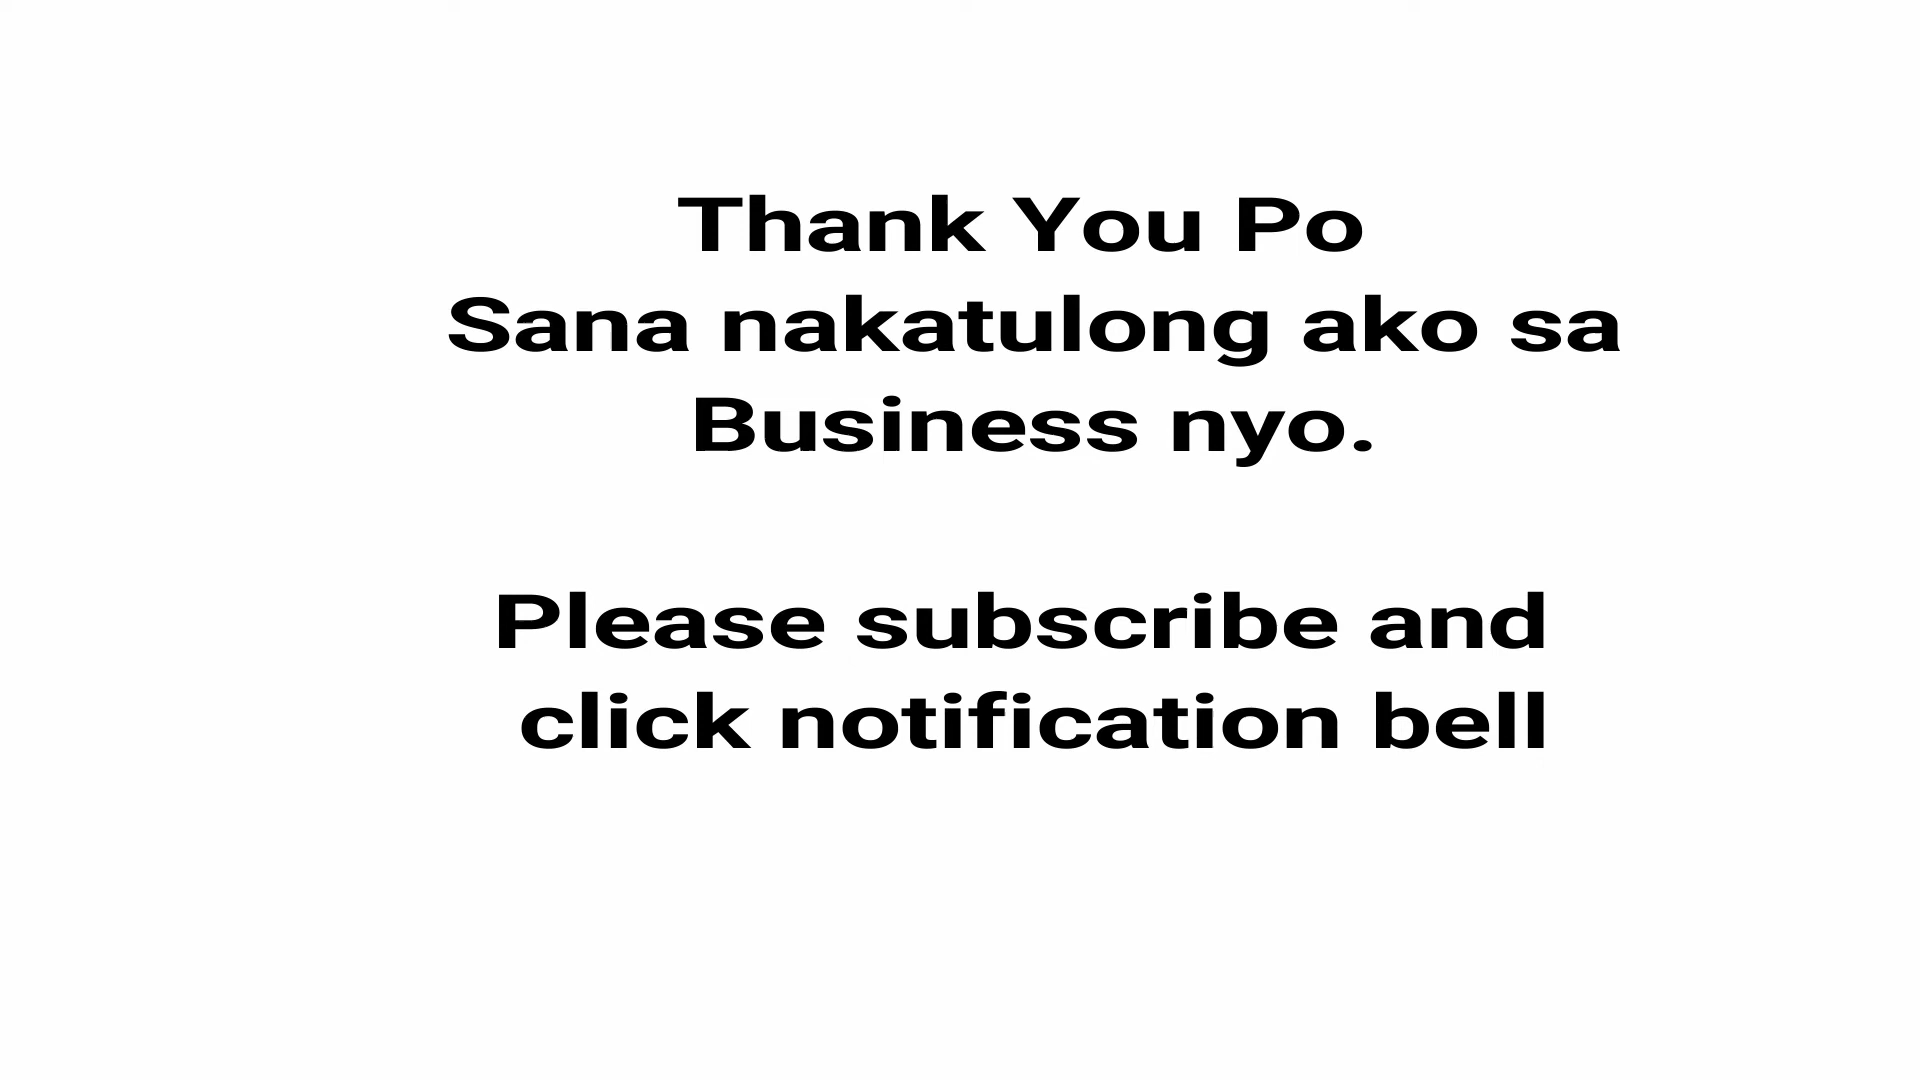 Thank You Po
Sana nakatulong ako sa
Business nyo.
Please subscribe and
click notification bell